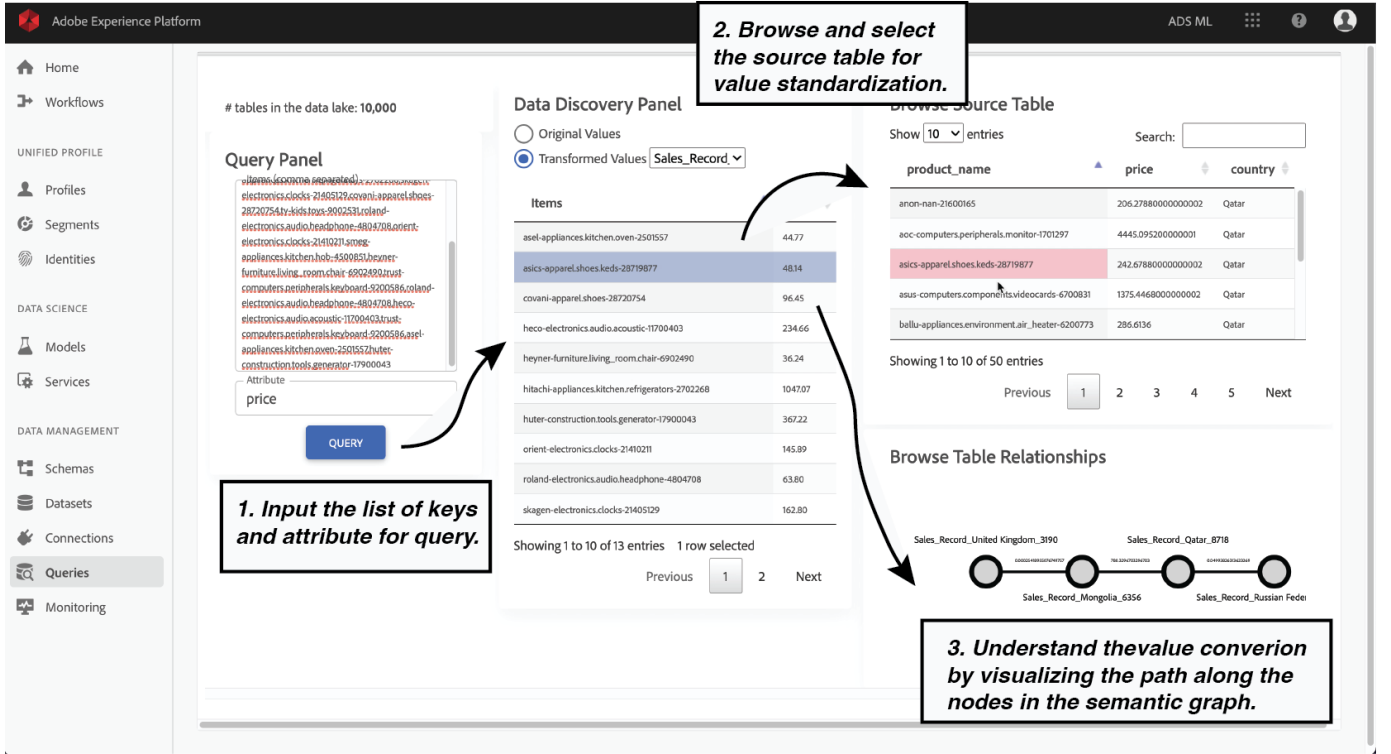 Adobe Experience Platform
ADS ML
Home
Workflows
UNIFIED PROFILE
Profiles
Segments
Identities
DATA SCIENCE
Models
Services
DATA MANAGEMENT
Schemas
Datasets
Connections
Queries
Monitoring
# tables in the data lake: 10,000
Query Panel
Items (comma separated)
electronics.clocks-21405129,covani-apparel.shoes-
28720754,ty-kids.toys-9002531,roland-
electronics.audio.headphone-4804708,orient-
electronics.clocks-21410211,smeg-
appliances.kitchen.hob-4500851,heyner-
furniture.living_room.chair-6902490,trust-
computers.peripherals.keyboard-9200586,roland-
electronics.audio.headphone-4804708,heco-
electronics.audio.acoustic-11700403,trust-
computers.peripherals.keyboard-9200586,asel-
appliances.kitchen.oven-2501557,huter-
construction.tools.generator-17900043
Attribute
price
QUERY
1. Input the list of keys
and attribute for query.
Data Discovery Panel
Original Values
Transformed Values Sales_Record_
Items
asel-appliances.kitchen.oven-2501557 44.77
asics-apparel.shoes.keds-28719877 48.14
covani-apparel.shoes-28720754 96.45
heco-electronics.audio.acoustic-11700403 234.66
heyner-furniture.living_room.chair-6902490 36.24
hitachi-appliances.kitchen.refrigerators-2702268 1047.07
huter-construction.tools.generator-17900043 367.22
orient-electronics.clocks-21410211 145.89
roland-electronics.audio.headphone-4804708 63.80
skagen-electronics.clocks-21405129 162.80
Showing 1 to 10 of 13 entries 1 row selected
Previous 1 2 Next
2. Browse and select
the source table for
value standardization.
Browse Source Table
Show 10 entries
Search:
product_name price country
anon-nan-21600165 206.27880000000002 Qatar
aoc-computers.peripherals.monitor-1701297 4445.095200000001 Qatar
asics-apparel.shoes.keds-28719877 242.67880000000002 Qatar
asus-computers.components.videocards-6700831 1375.4468000000002 Qatar
ballu-appliances.environment.air_heater-6200773 286.6136 Qatar
Showing 1 to 10 of 50 entries
Previous 1 2 3 4 5 Next
Browse Table Relationships
Sales_Record_United Kingdom_3190
Sales_Record_Qatar_8718
Sales_Record_Mongolia_6356
Sales_Record_Russian Feder
3. Understand thevalue converion
by visualizing the path along the
nodes in the semantic graph.